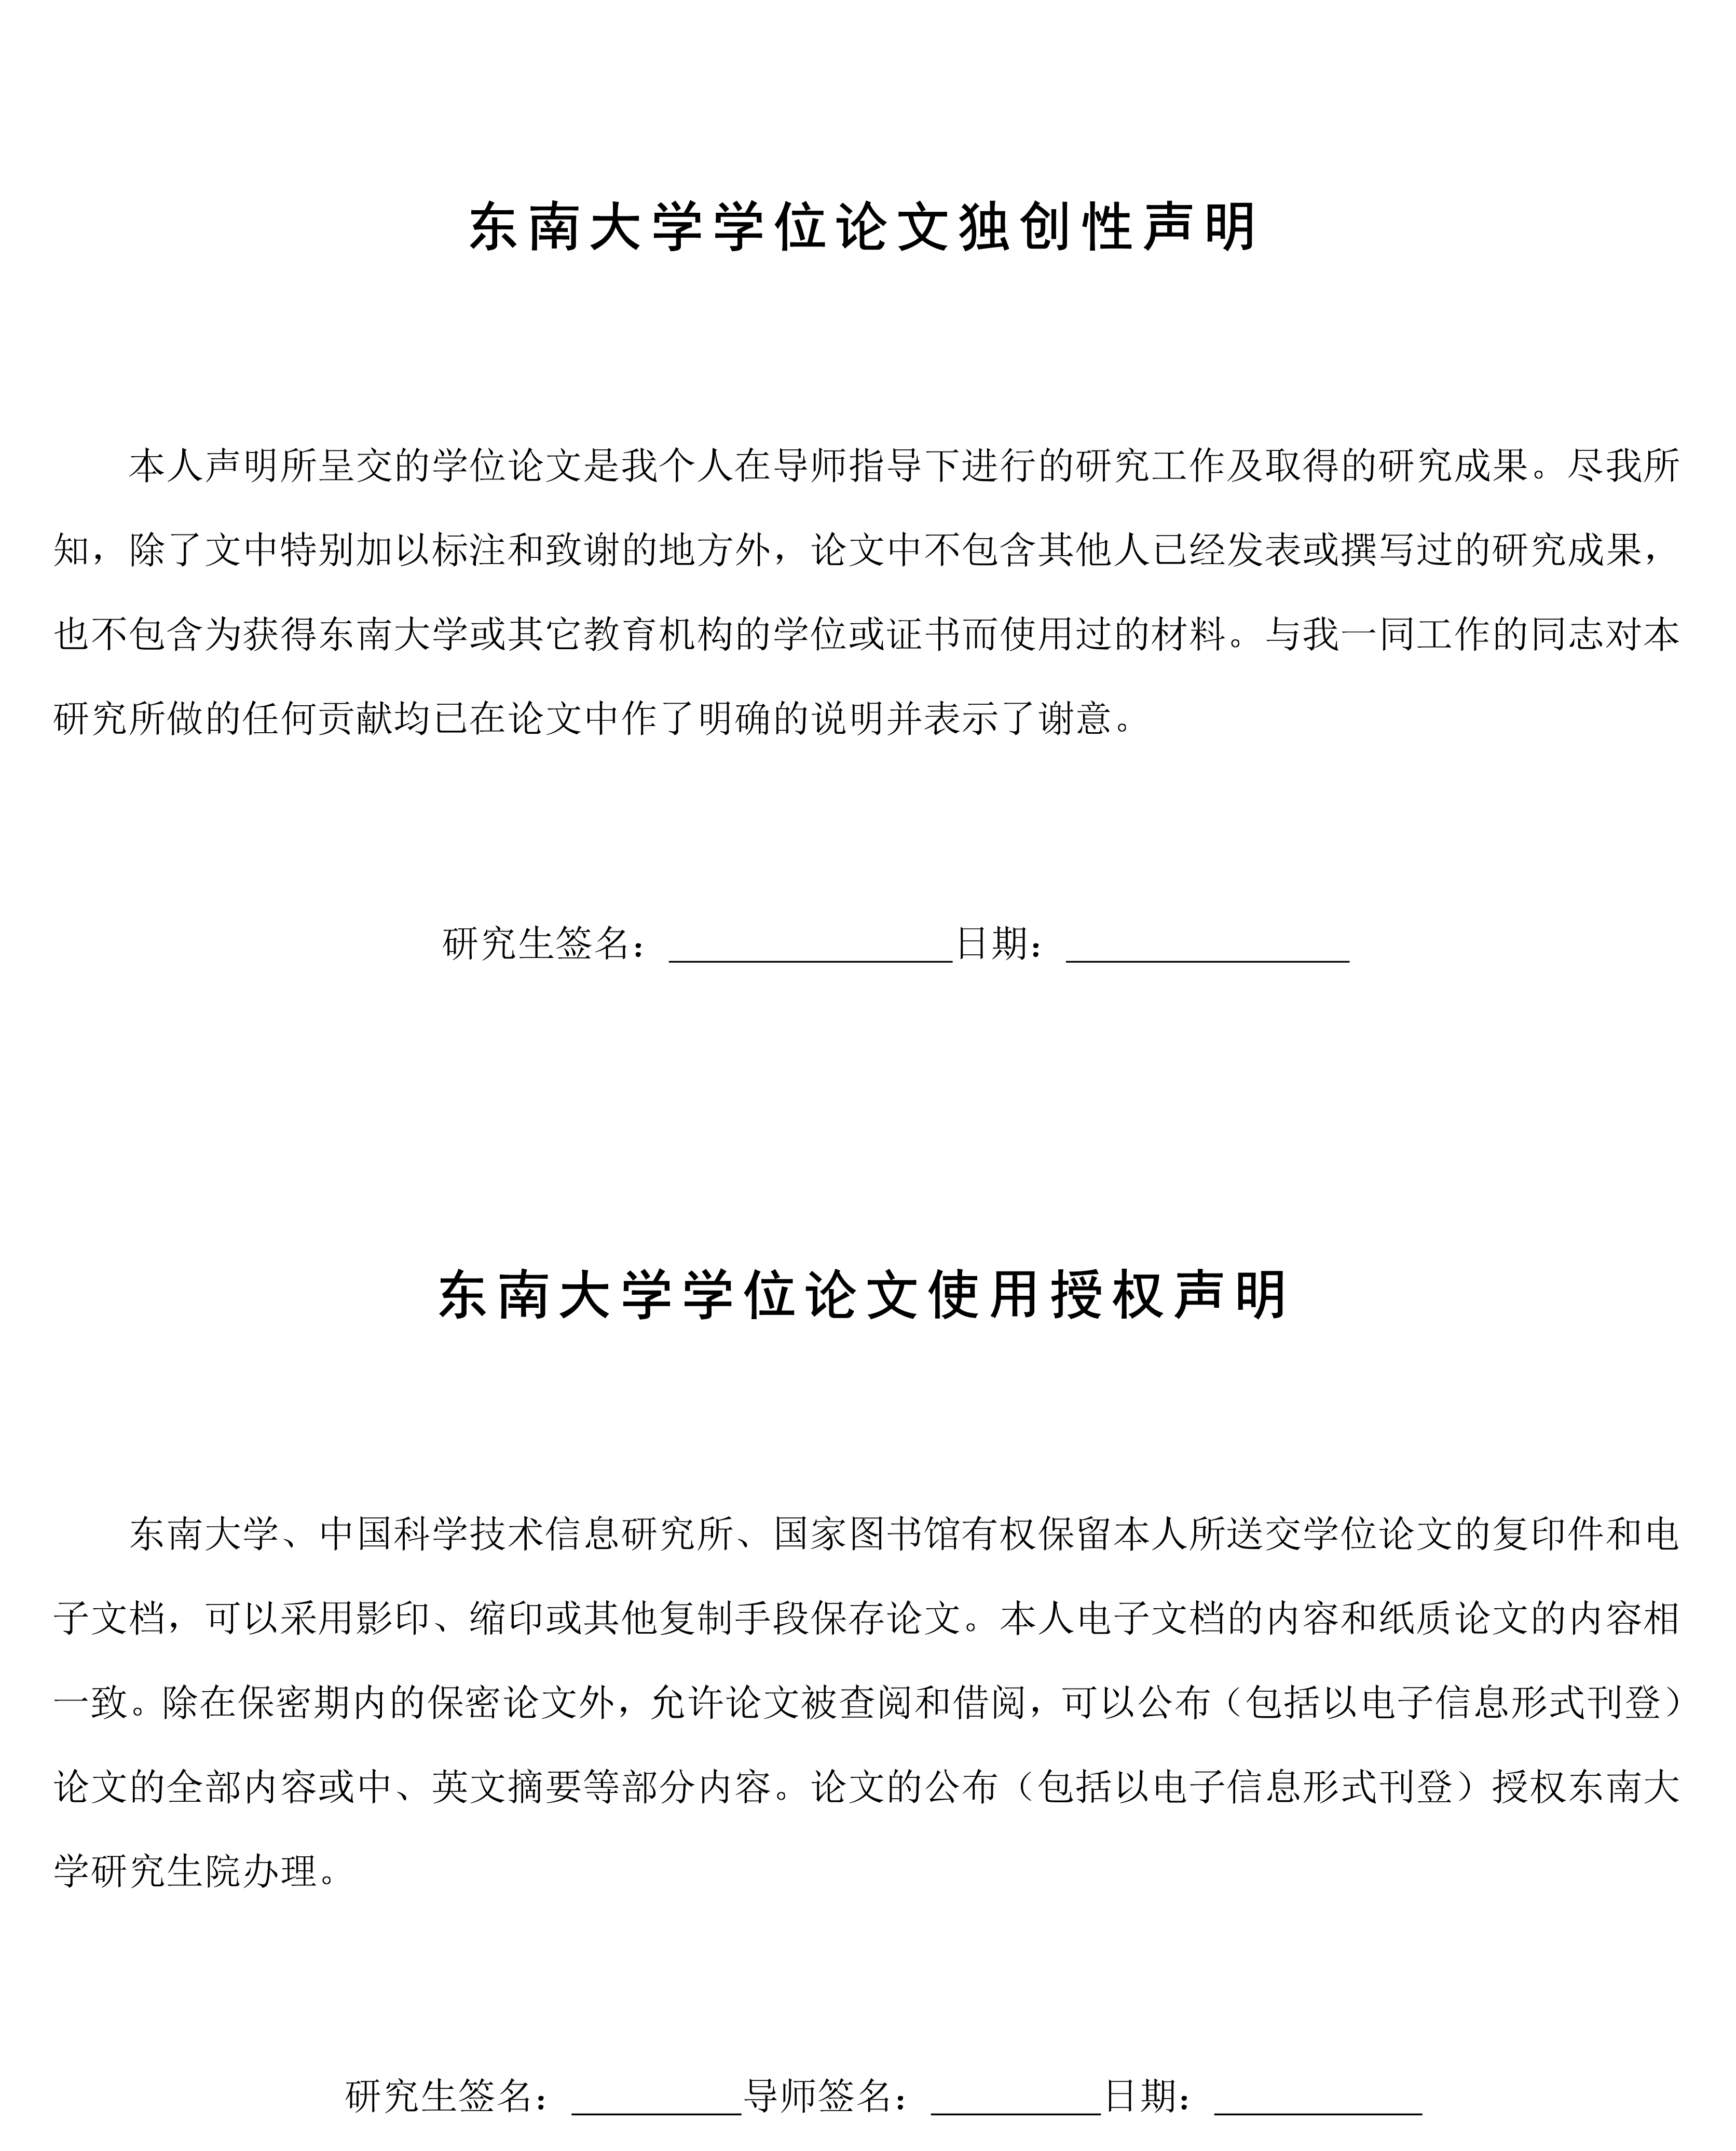 东南大学学位论文独创性声明
本人声明所呈交的学位论文是我个人在导师指导下进行的研究工作及取得的研究成果。尽我所
知，除了文中特别加以标注和致谢的地方外，论文中不包含其他人已经发表或撰写过的研究成果，
也不包含为获得东南大学或其它教育机构的学位或证书而使用过的材料。与我一同工作的同志对本
研究所做的任何贡献均已在论文中作了明确的说明并表示了谢意。
研究生签名：_______________日期：_______________
东南大学学位论文使用授权声明
东南大学、中国科学技术信息研究所、国家图书馆有权保留本人所送交学位论文的复印件和电
子文档，可以采用影印、缩印或其他复制手段保存论文。本人电子文档的内容和纸质论文的内容相
一致。除在保密期内的保密论文外，允许论文被查阅和借阅，可以公布（包括以电子信息形式刊登）
论文的全部内容或中、英文摘要等部分内容。论文的公布（包括以电子信息形式刊登）授权东南大
学研究生院办理。
研究生签名：_________导师签名：_________日期：___________